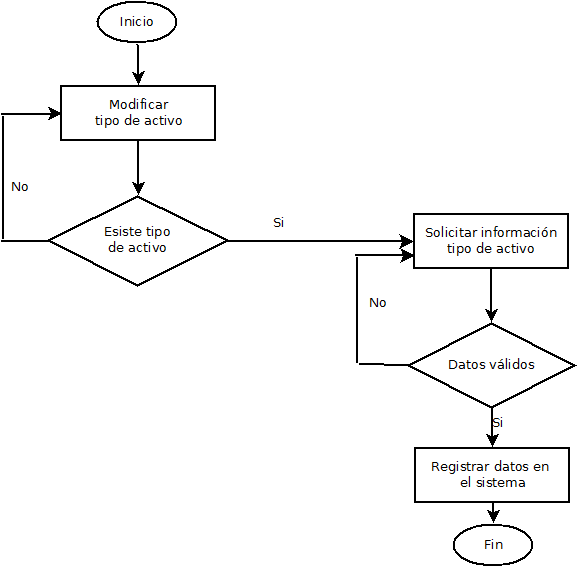 Inicio
Modificar
tipo de activo
No
Esiste tipo
de activo
Si
Solicitar información
tipo de activo
No
Datos válidos
Si
Registrar datos en
el sistema
Fin